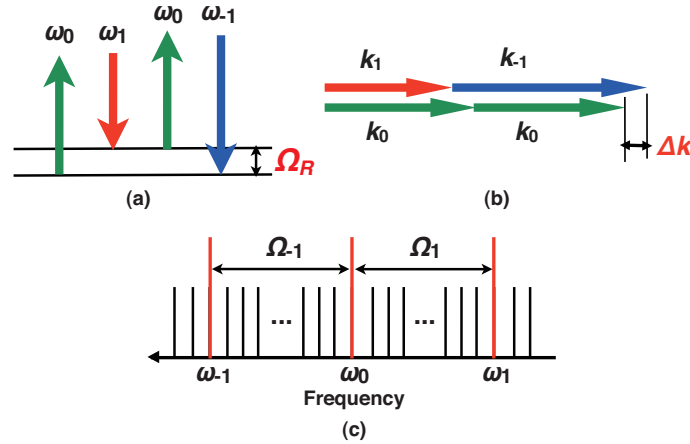 ω0 ω1 ω0 ω-1
ΩR
(a)
k1 k-1
k0 k0
Δk
(b)
Ω-1 Ω1
... ...
ω-1 ω0 ω1
Frequency
(c)